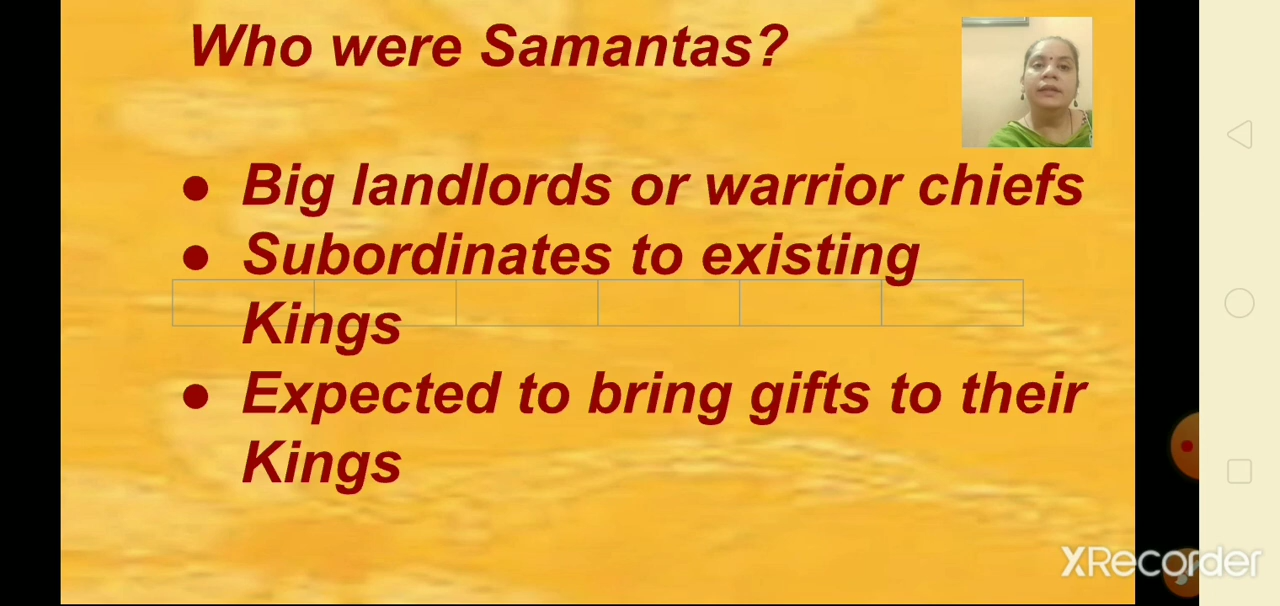 Who were Samantas?
● Big landlords or warrior chiefs
● Subordinates to existing
Kings
● Expected to bring gifts to their
Kings
XRecorder